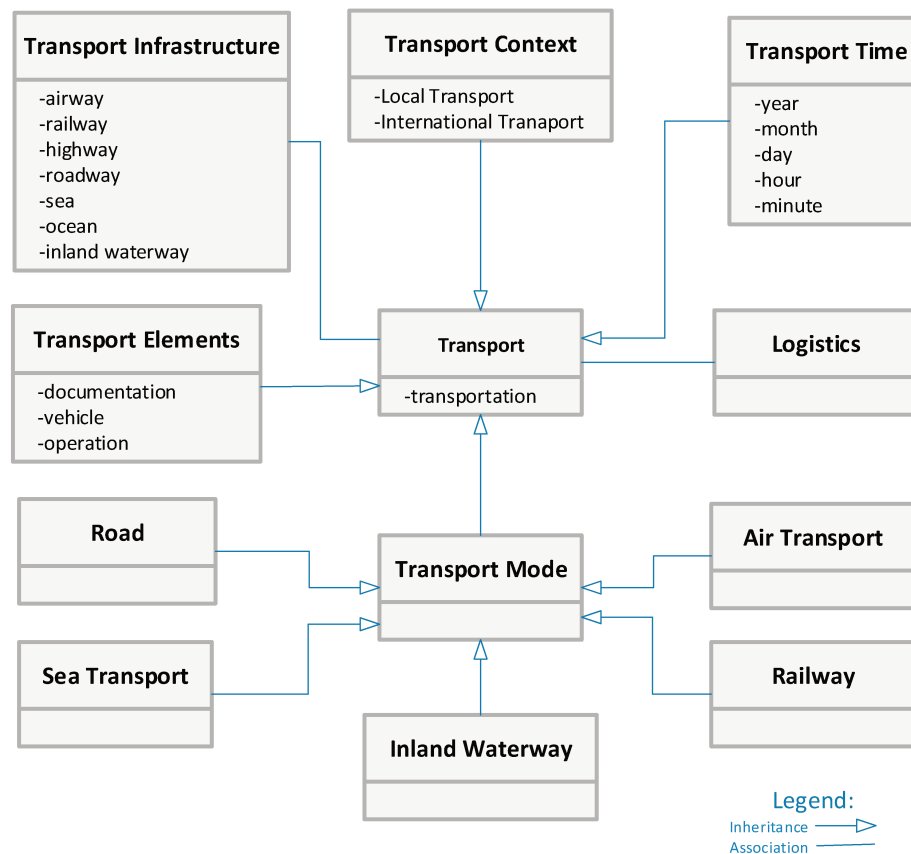 Transport Infrastructure
-airway
-railway
-highway
-roadway
-sea
-ocean
-inland waterway
Transport Context
-Local Transport
-International Tranaport
Transport Time
-year
-month
-day
-hour
-minute
Transport Elements
-documentation
-vehicle
-operation
Transport
-transportation
Logistics
Road
Transport Mode
Air Transport
Sea Transport
Inland Waterway
Railway
Legend:
Inheritance
Association